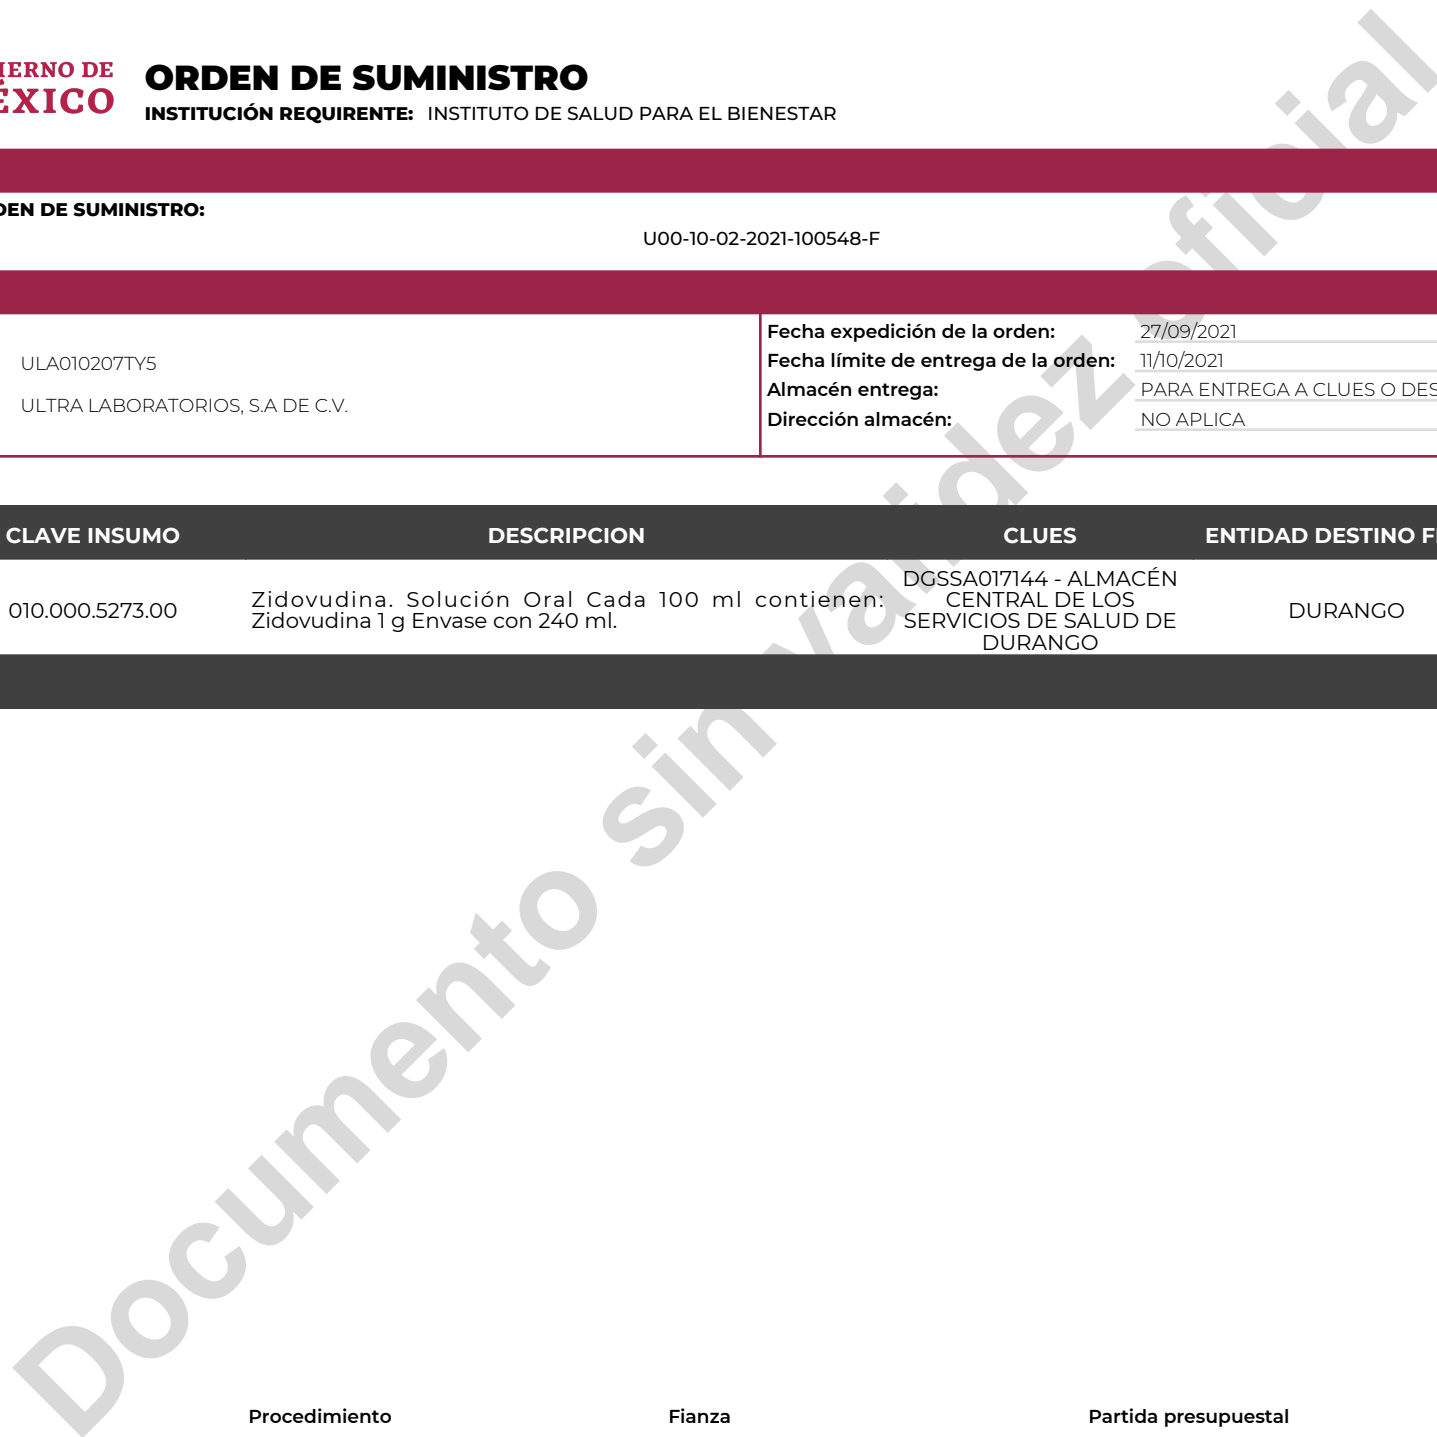 IERNO DE
ÉXICO
ORDEN DE SUMINISTRO
INSTITUCIÓN REQUIRENTE: INSTITUTO DE SALUD PARA EL BIENESTAR
DEN DE SUMINISTRO:
U00-10-02-2021-100548-F
ULA010207TY5
ULTRA LABORATORIOS, S.A DE C.V.
Fecha expedición de la orden: 27/09/2021
Fecha límite de entrega de la orden: 11/10/2021
Almacén entrega: PARA ENTREGA A CLUES O DES
Dirección almacén: NO APLICA
CLAVE INSUMO DESCRIPCION CLUES ENTIDAD DESTINO FI
010.000.5273.00
Zidovudina. Solución Oral Cada 100 ml contienen:
Zidovudina 1 g Envase con 240 ml.
DGSSA017144 - ALMACÉN
CENTRAL DE LOS
SERVICIOS DE SALUD DE
DURANGO
DURANGO
Documento sin validez oficial
Procedimiento Fianza Partida presupuestal